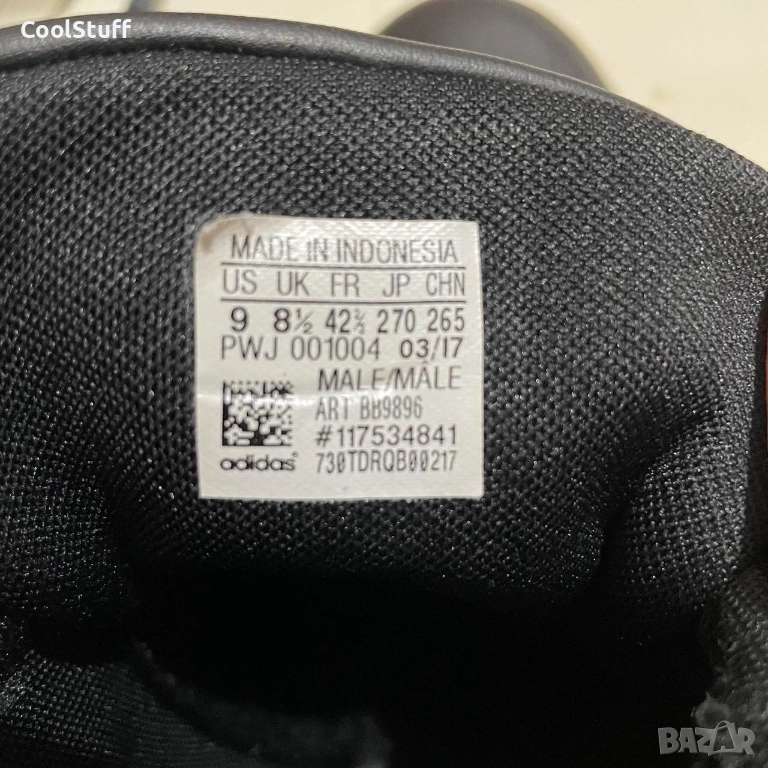 CoolStuff
MADE IN INDONESIA
US UK FR JP CHN
9 8½ 42⅔ 270 265
PWJ 001004 03/17
MALE/MÂLE
ART BB9896
#117534841
adidas® 730TDRQB00217
BAZAR